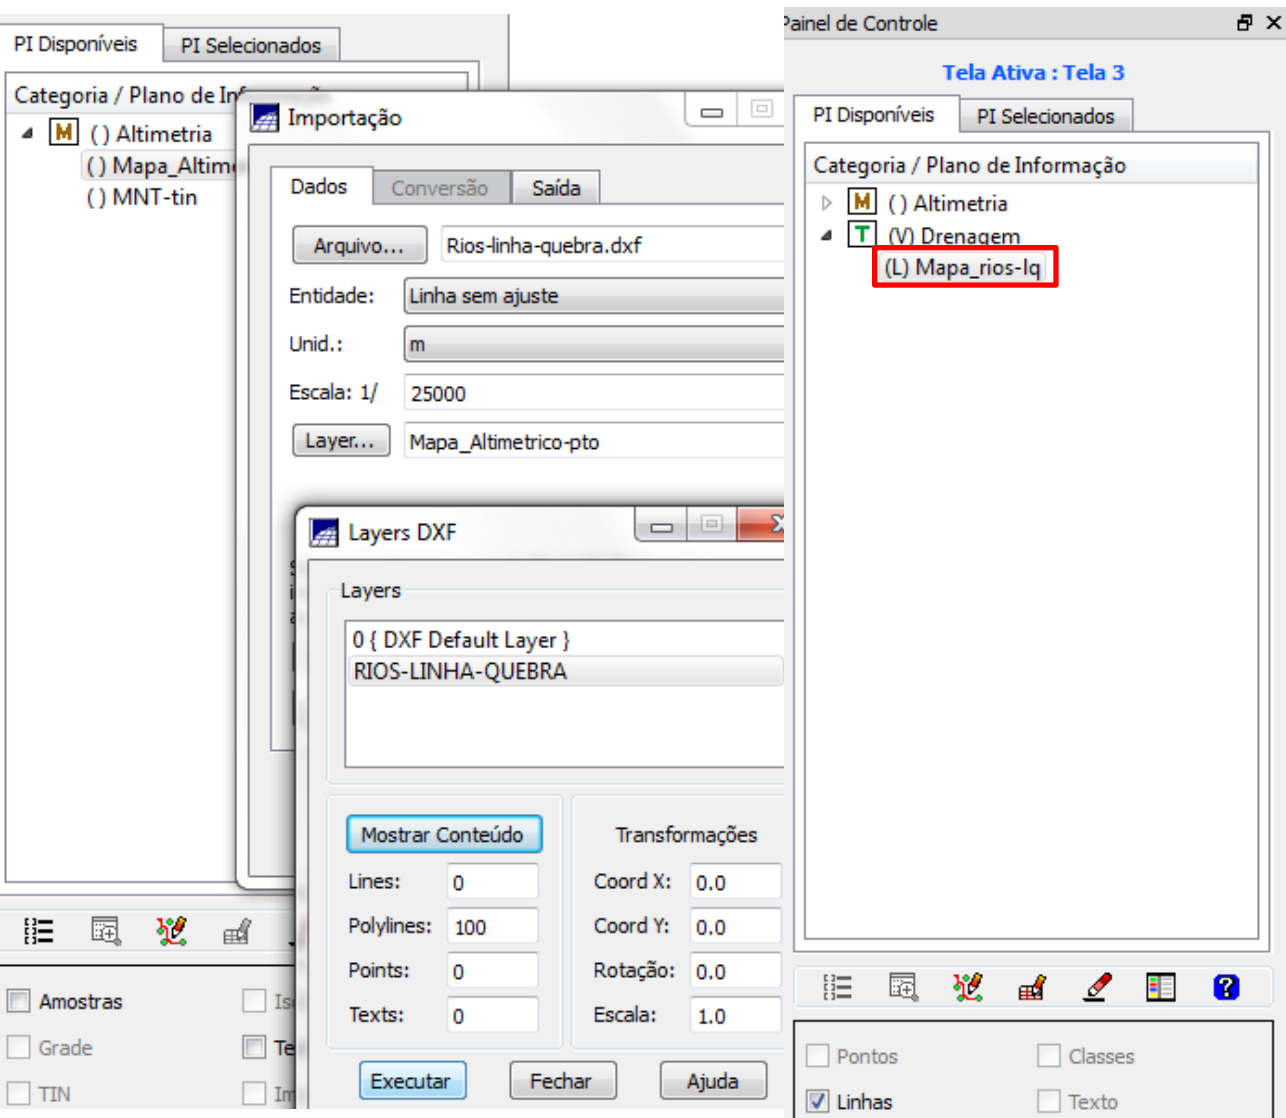 PI Disponíveis
PI Selecionados
Categoria / Plano de In
( ) Altimetria
( ) Mapa_Altim
( ) MNT-tin
Importação
Dados
Conversão
Saída
Arquivo...
Rios-linha-quebra.dxf
Entidade:
Linha sem ajuste
Unid.:
m
Escala: 1/
25000
Layer...
Mapa_Altimetrico-pto
Layers DXF
Layers
0 { DXF Default Layer }
RIOS-LINHA-QUEBRA
Mostrar Conteúdo
Lines:
0
Polylines:
100
Points:
0
Texts:
0
Transformações
Coord X:
0.0
Coord Y:
0.0
Rotação:
0.0
Escala:
1.0
Executar
Fechar
Ajuda
Amostras
Grade
Te
TIN
Painel de Controle
Tela Ativa : Tela 3
PI Disponíveis
PI Selecionados
Categoria / Plano de Informação
M ( ) Altimetria
T (V) Drenagem
(L) Mapa_rios-lq
Pontos
Classes
Linhas
Texto